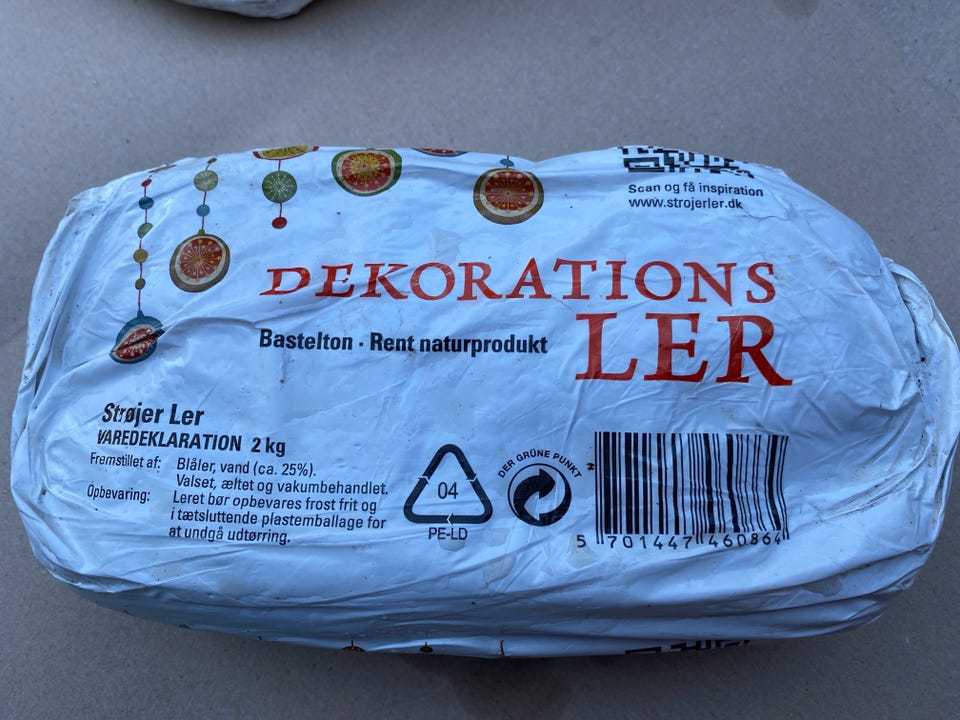 Scan og få inspiration
www.strojerler.dk
DEKORATIONS
LER
Bastelton · Rent naturprodukt
Strøjer Ler
VAREDEKLARATION 2 kg
Fremstillet af: Blåler, vand (ca. 25%).
Valset, æltet og vakumbehandlet.
Opbevaring: Leret bør opbevares frost frit og
i tætsluttende plastemballage for
at undgå udtørring.
04
PE-LD
DER GRÜNE PUNKT
5 701447 460864